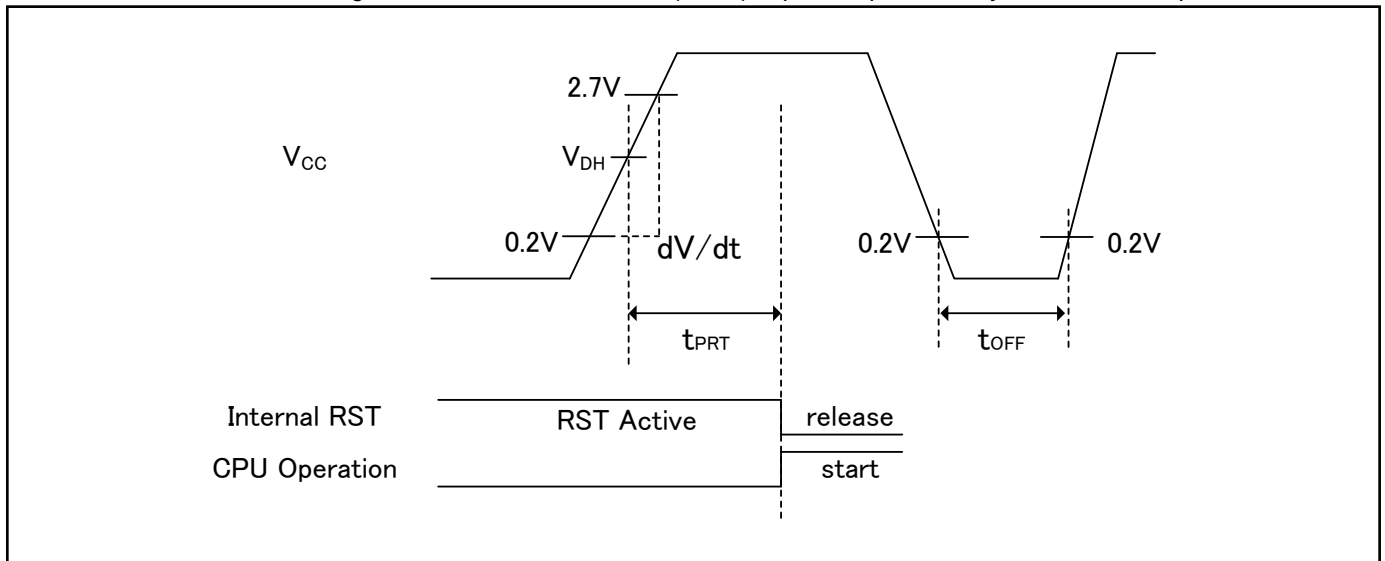 2.7V
VCC
VDH
0.2V
dV/dt
0.2V
0.2V
tPRT
tOFF
Internal RST
RST Active
release
CPU Operation
start